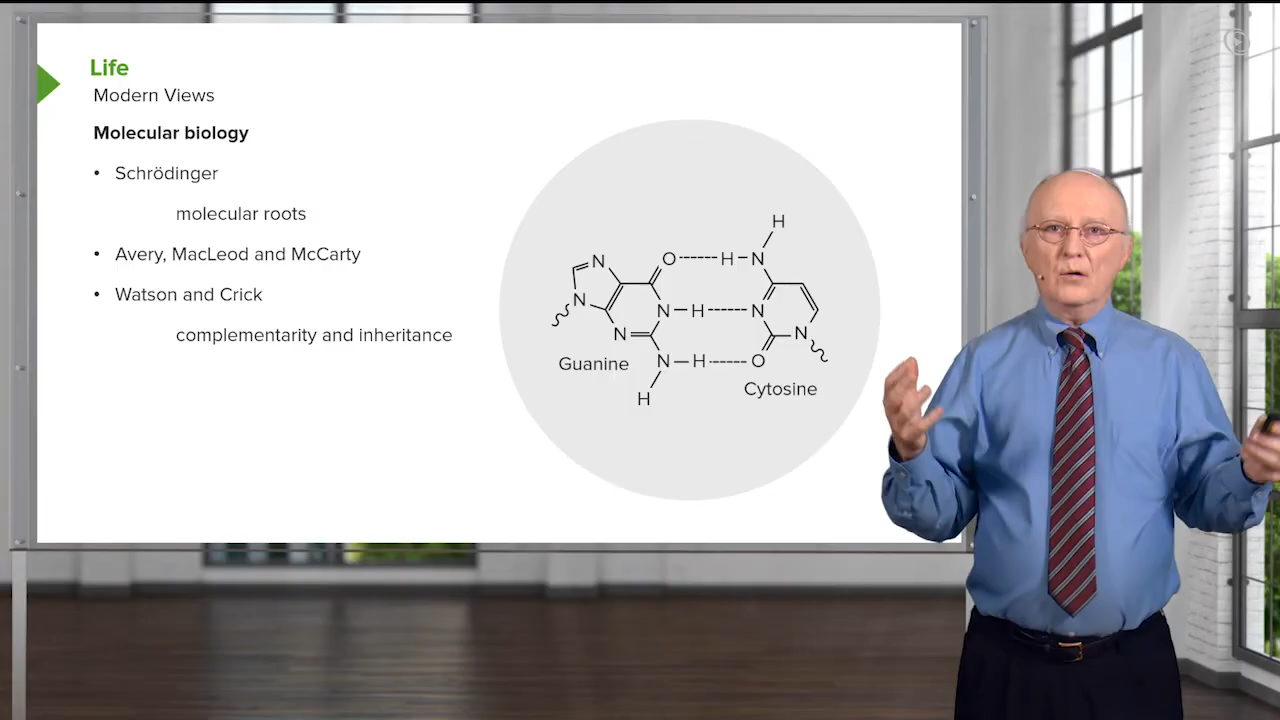 Life
Modern Views
Molecular biology
• Schrödinger
molecular roots
• Avery, MacLeod and McCarty
• Watson and Crick
complementarity and inheritance
H
O H N
N
N H N
N
N
N
N H O
Guanine
Cytosine
H